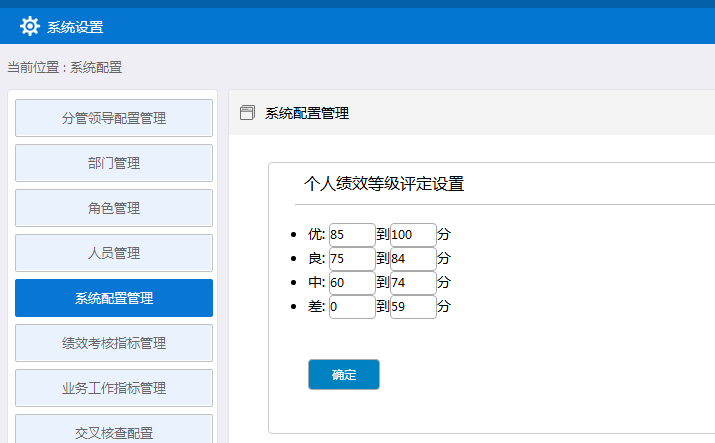 系统设置
当前位置 : 系统配置
分管领导配置管理
部门管理
角色管理
人员管理
系统配置管理
绩效考核指标管理
业务工作指标管理
交叉核查配置
系统配置管理
个人绩效等级评定设置
优: 85 到 100 分
良: 75 到 84 分
中: 60 到 74 分
差: 0 到 59 分
确定